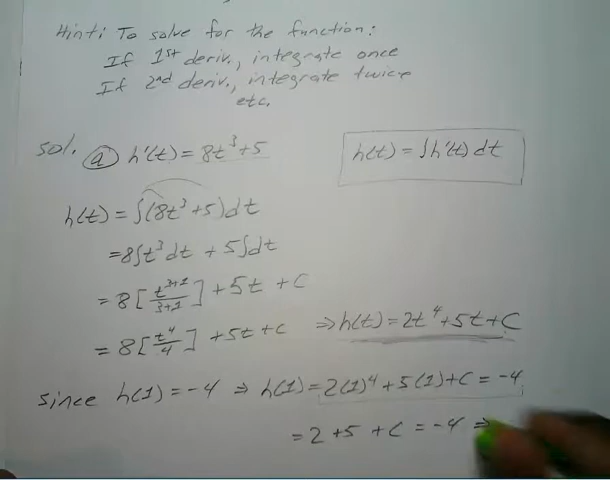 Hint: To solve for the function:
If 1st deriv., integrate once
If 2nd deriv., integrate twice
etc.
sol. (a) h'(t) = 8t³+5
h(t) = ∫h'(t) dt
h(t) = ∫(8t³+5)dt
= 8∫t³dt + 5∫dt
= 8[t³⁺¹/3+1] + 5t + C
= 8[t⁴/4] + 5t + C ⇒ h(t) = 2t⁴+5t+C
since h(1) = -4 ⇒ h(1) = 2(1)⁴ + 5(1) + C = -4
= 2 + 5 + C = -4 ⇒